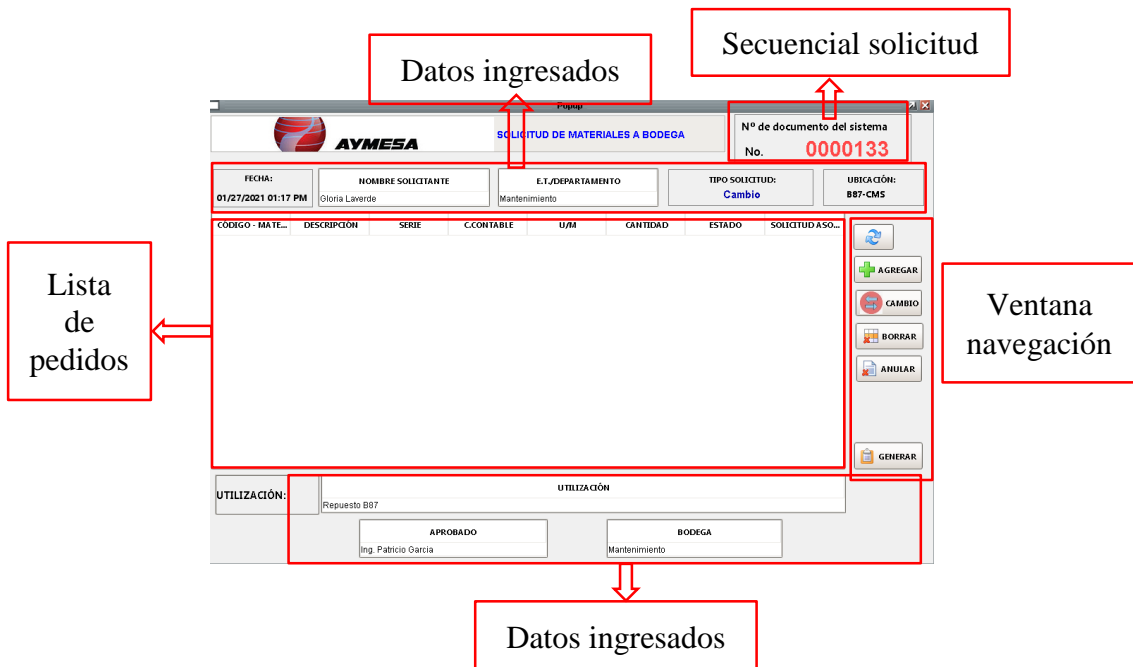 Secuencial solicitud
Datos ingresados
Popup
AYMESA
SOLICITUD DE MATERIALES A BODEGA
Nº de documento del sistema
No. 0000133
FECHA:
01/27/2021 01:17 PM
NOMBRE SOLICITANTE
Gloria Laverde
E.T./DEPARTAMENTO
Mantenimiento
TIPO SOLICITUD:
Cambio
UBICACIÓN:
B87-CMS
CÓDIGO - MATE... DESCRIPCIÓN SERIE C.CONTABLE U/M CANTIDAD ESTADO SOLICITUD ASO...
Lista
de
pedidos
AGREGAR
CAMBIO
BORRAR
ANULAR
GENERAR
Ventana
navegación
UTILIZACIÓN:
UTILIZACIÓN
Repuesto B87
APROBADO
Ing. Patricio García
BODEGA
Mantenimiento
Datos ingresados